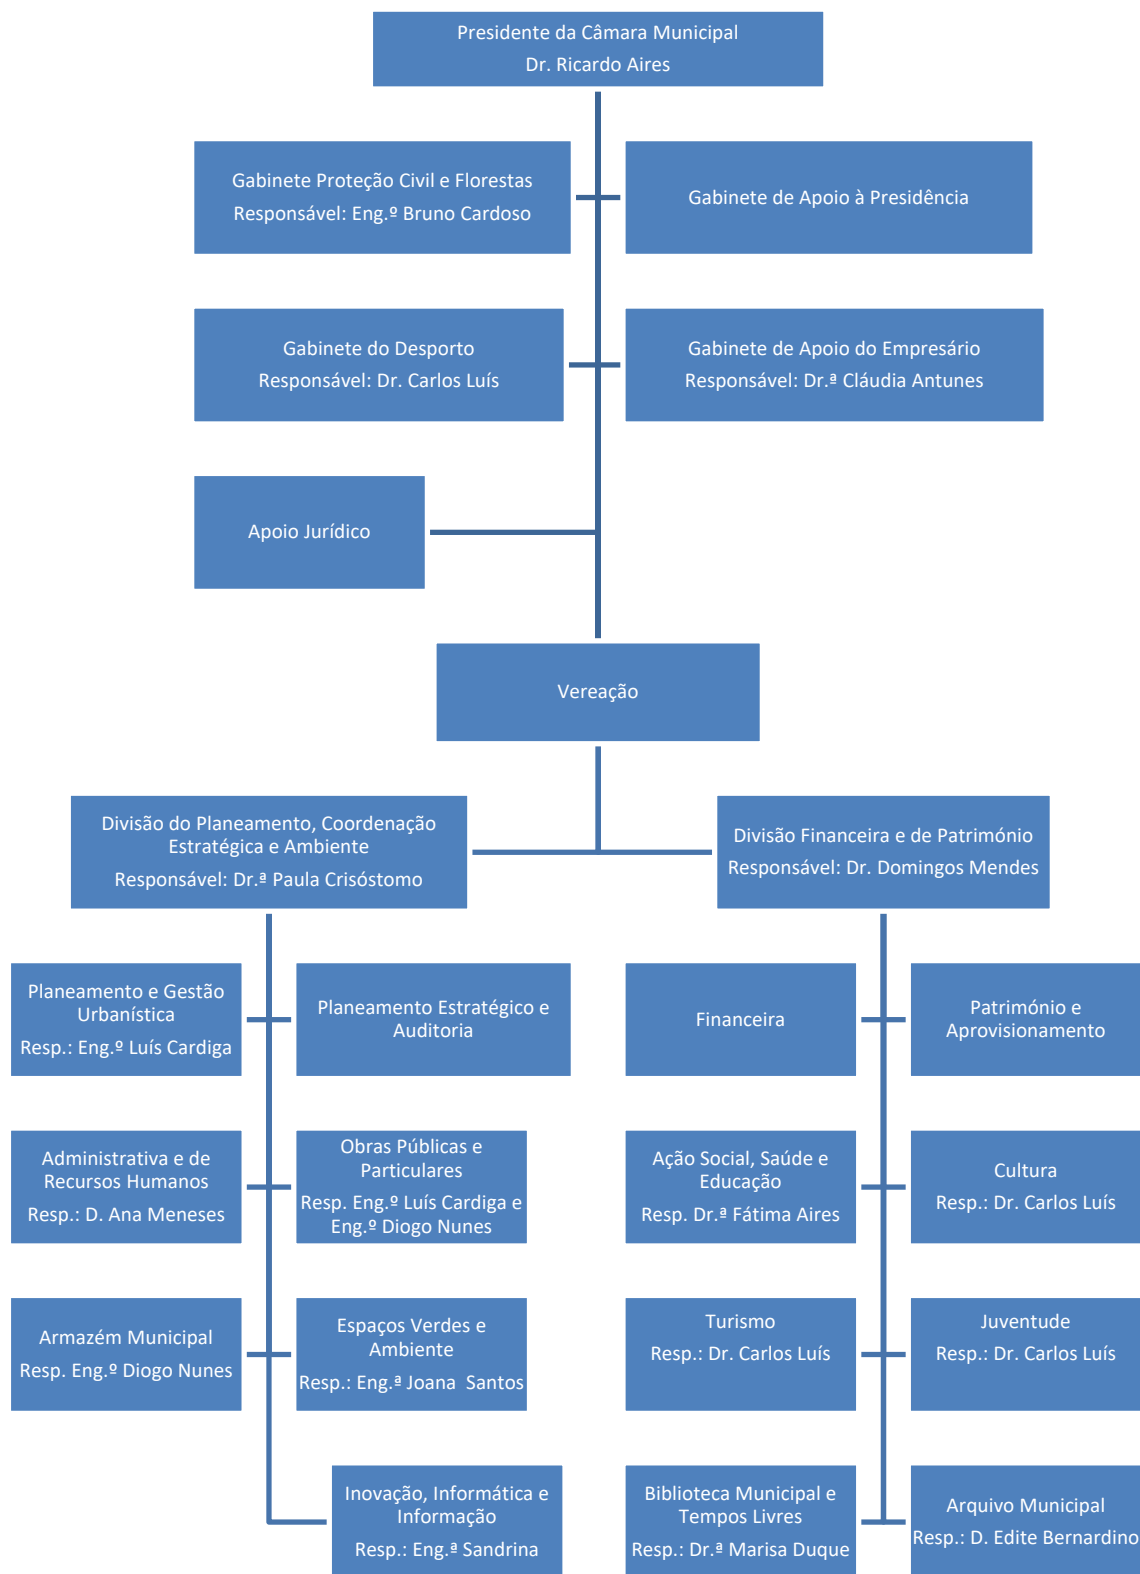 Presidente da Câmara Municipal
Dr. Ricardo Aires
Gabinete Proteção Civil e Florestas
Responsável: Eng.º Bruno Cardoso
Gabinete de Apoio à Presidência
Gabinete do Desporto
Responsável: Dr. Carlos Luís
Gabinete de Apoio do Empresário
Responsável: Dr.ª Cláudia Antunes
Apoio Jurídico
Vereação
Divisão do Planeamento, Coordenação
Estratégica e Ambiente
Responsável: Dr.ª Paula Crisóstomo
Divisão Financeira e de Património
Responsável: Dr. Domingos Mendes
Planeamento e Gestão
Urbanística
Resp.: Eng.º Luís Cardiga
Planeamento Estratégico e
Auditoria
Financeira
Património e
Aprovisionamento
Administrativa e de
Recursos Humanos
Resp.: D. Ana Meneses
Obras Públicas e
Particulares
Resp. Eng.º Luís Cardiga e
Eng.º Diogo Nunes
Ação Social, Saúde e
Educação
Resp. Dr.ª Fátima Aires
Cultura
Resp.: Dr. Carlos Luís
Armazém Municipal
Resp. Eng.º Diogo Nunes
Espaços Verdes e
Ambiente
Resp.: Eng.ª Joana  Santos
Turismo
Resp.: Dr. Carlos Luís
Juventude
Resp.: Dr. Carlos Luís
Inovação, Informática e
Informação
Resp.: Eng.ª Sandrina
Biblioteca Municipal e
Tempos Livres
Resp.: Dr.ª Marisa Duque
Arquivo Municipal
Resp.: D. Edite Bernardino